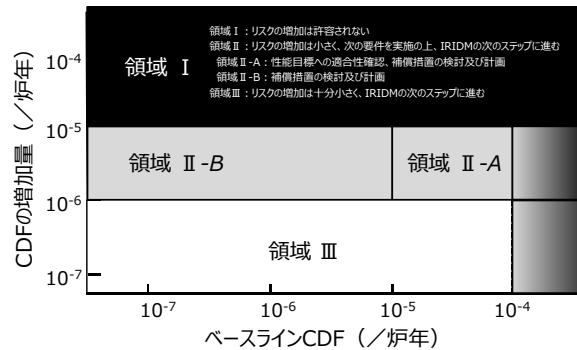 領域Ⅰ：リスクの増加は許容されない
領域Ⅱ：リスクの増加は小さく、次の要件を実施の上、IRIDMの次のステップに進む
領域Ⅱ-A：性能目標への適合性確認、補償措置の検討及び計画
領域Ⅱ-B：補償措置の検討及び計画
領域Ⅲ：リスクの増加は十分小さく、IRIDMの次のステップに進む
領域 Ⅰ
領域 Ⅱ-B
領域 Ⅱ-A
領域 Ⅲ
CDFの増加量（／炉年）
10⁻⁴
10⁻⁵
10⁻⁶
10⁻⁷
10⁻⁷ 10⁻⁶ 10⁻⁵ 10⁻⁴
ベースラインCDF（／炉年）